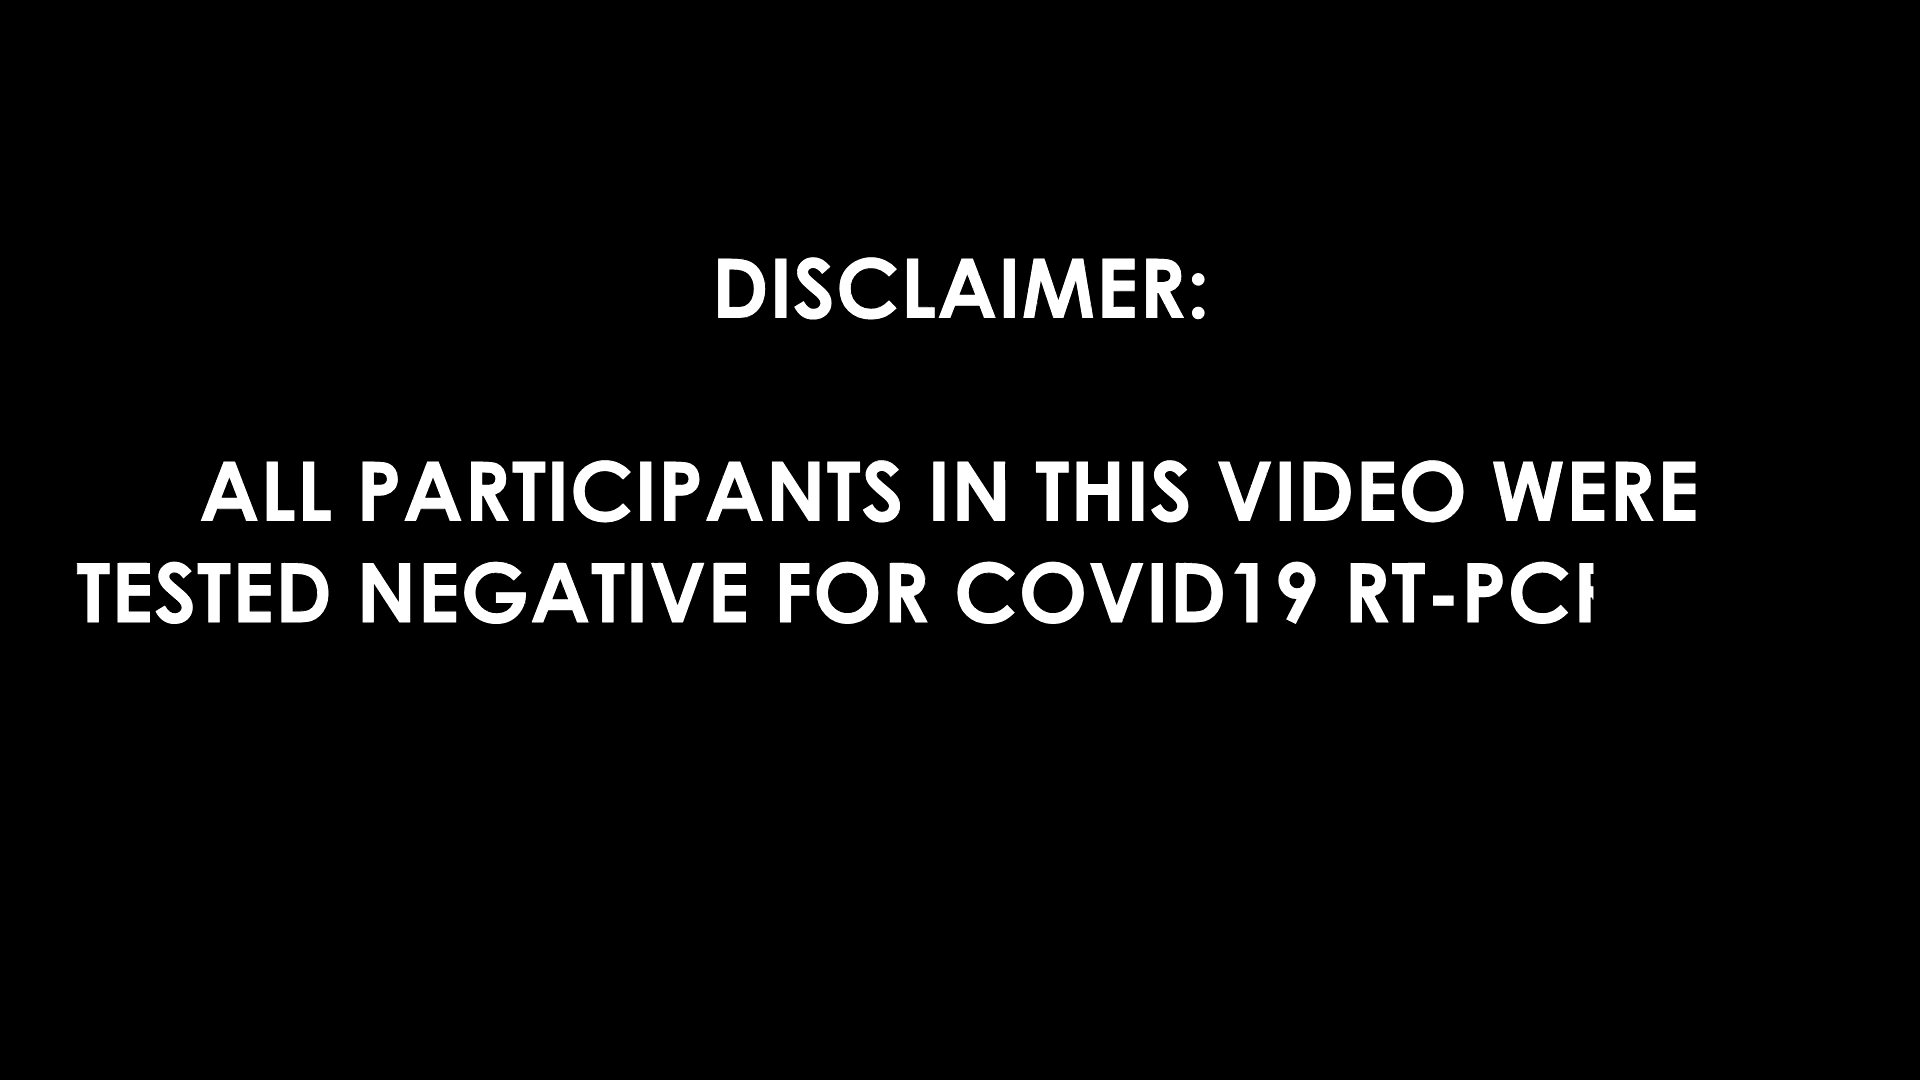 DISCLAIMER:
ALL PARTICIPANTS IN THIS VIDEO WERE
TESTED NEGATIVE FOR COVID19 RT-PCR